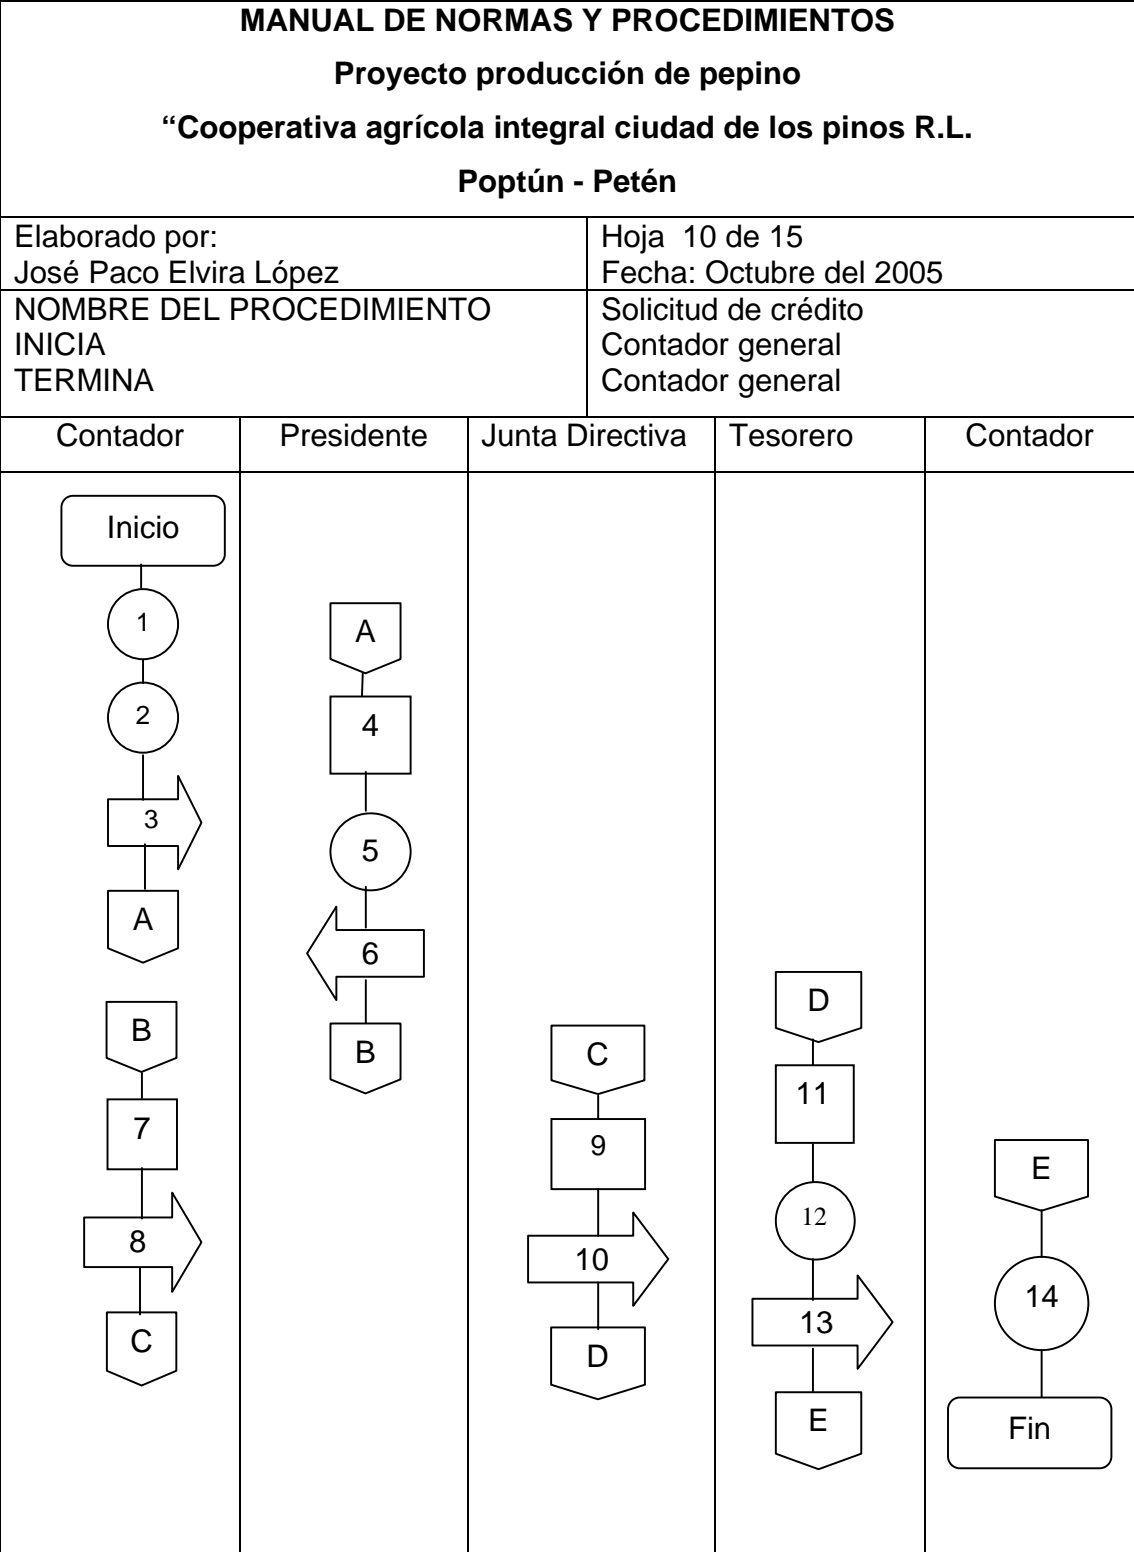 MANUAL DE NORMAS Y PROCEDIMIENTOS
Proyecto producción de pepino
“Cooperativa agrícola integral ciudad de los pinos R.L.
Poptún - Petén
Elaborado por:
José Paco Elvira López
Hoja 10 de 15
Fecha: Octubre del 2005
NOMBRE DEL PROCEDIMIENTO
INICIA
TERMINA
Solicitud de crédito
Contador general
Contador general
Contador
Presidente
Junta Directiva
Tesorero
Contador
Inicio
1
2
3
A
B
7
8
C
A
4
5
6
B
C
9
10
D
D
11
12
13
E
E
14
Fin